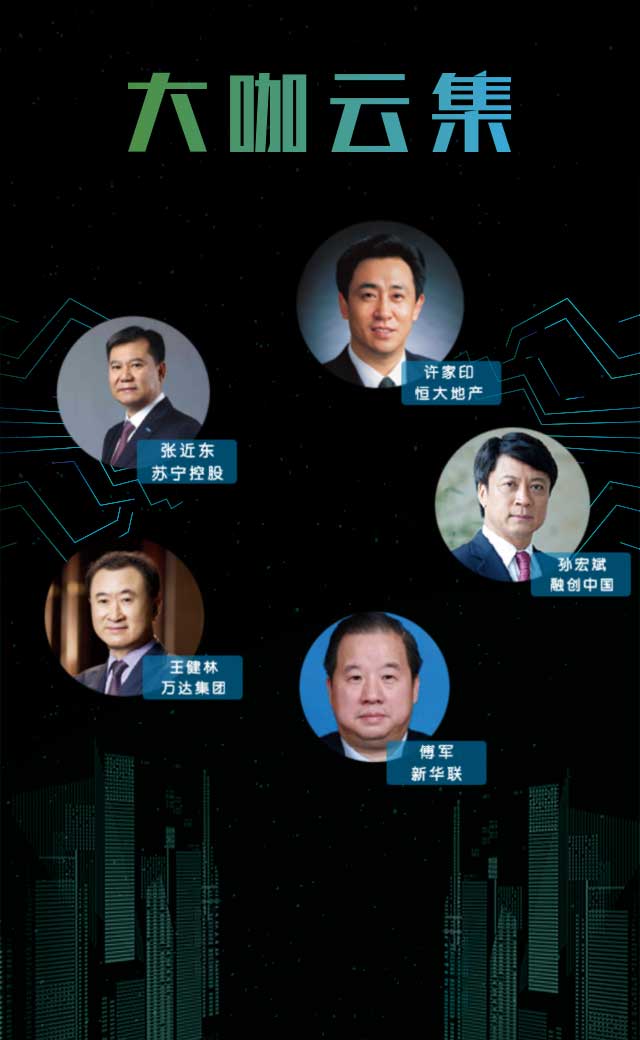 大咖云集
许家印
恒大地产
张近东
苏宁控股
孙宏斌
融创中国
王健林
万达集团
傅军
新华联